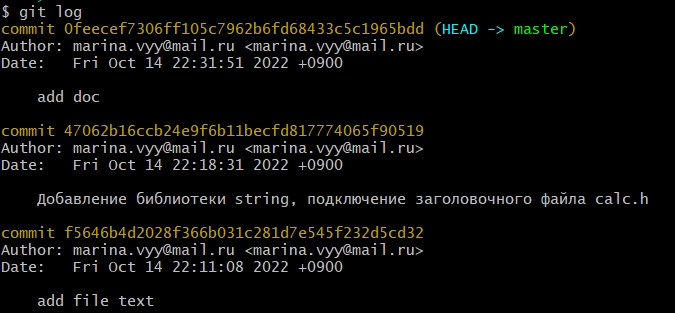 $ git log
commit 0feecef7306ff105c7962b6fd68433c5c1965bdd (HEAD -> master)
Author: marina.vyy@mail.ru <marina.vyy@mail.ru>
Date:   Fri Oct 14 22:31:51 2022 +0900
    add doc
commit 47062b16ccb24e9f6b11becfd817774065f90519
Author: marina.vyy@mail.ru <marina.vyy@mail.ru>
Date:   Fri Oct 14 22:18:31 2022 +0900
    Добавление библиотеки string, подключение заголовочного файла calc.h
commit f5646b4d2028f366b031c281d7e545f232d5cd32
Author: marina.vyy@mail.ru <marina.vyy@mail.ru>
Date:   Fri Oct 14 22:11:08 2022 +0900
    add file text